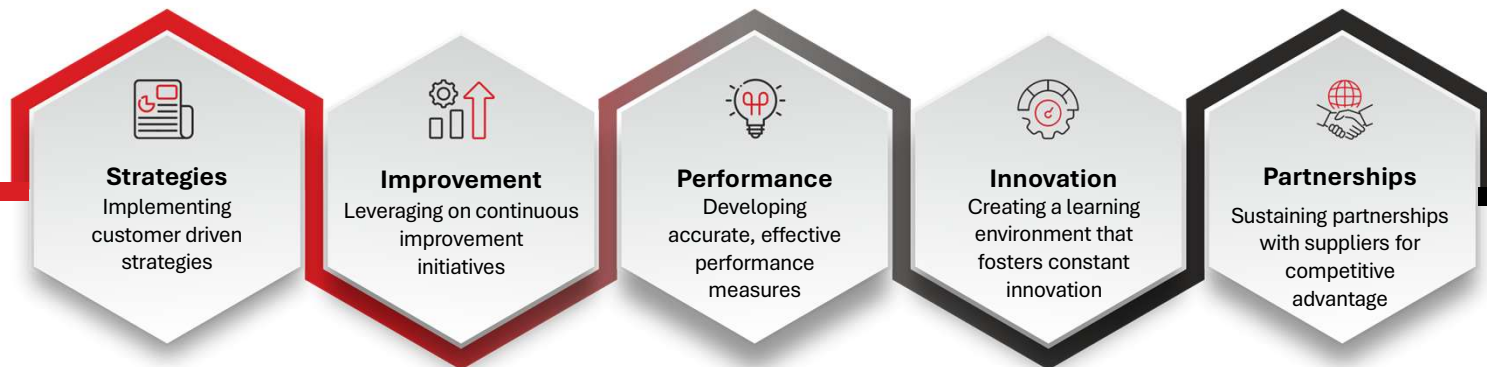 Strategies
Implementing
customer driven
strategies
Improvement
Leveraging on continuous
improvement
initiatives
Performance
Developing
accurate, effective
performance
measures
Innovation
Creating a learning
environment that
fosters constant
innovation
Partnerships
Sustaining partnerships
with suppliers for
competitive
advantage